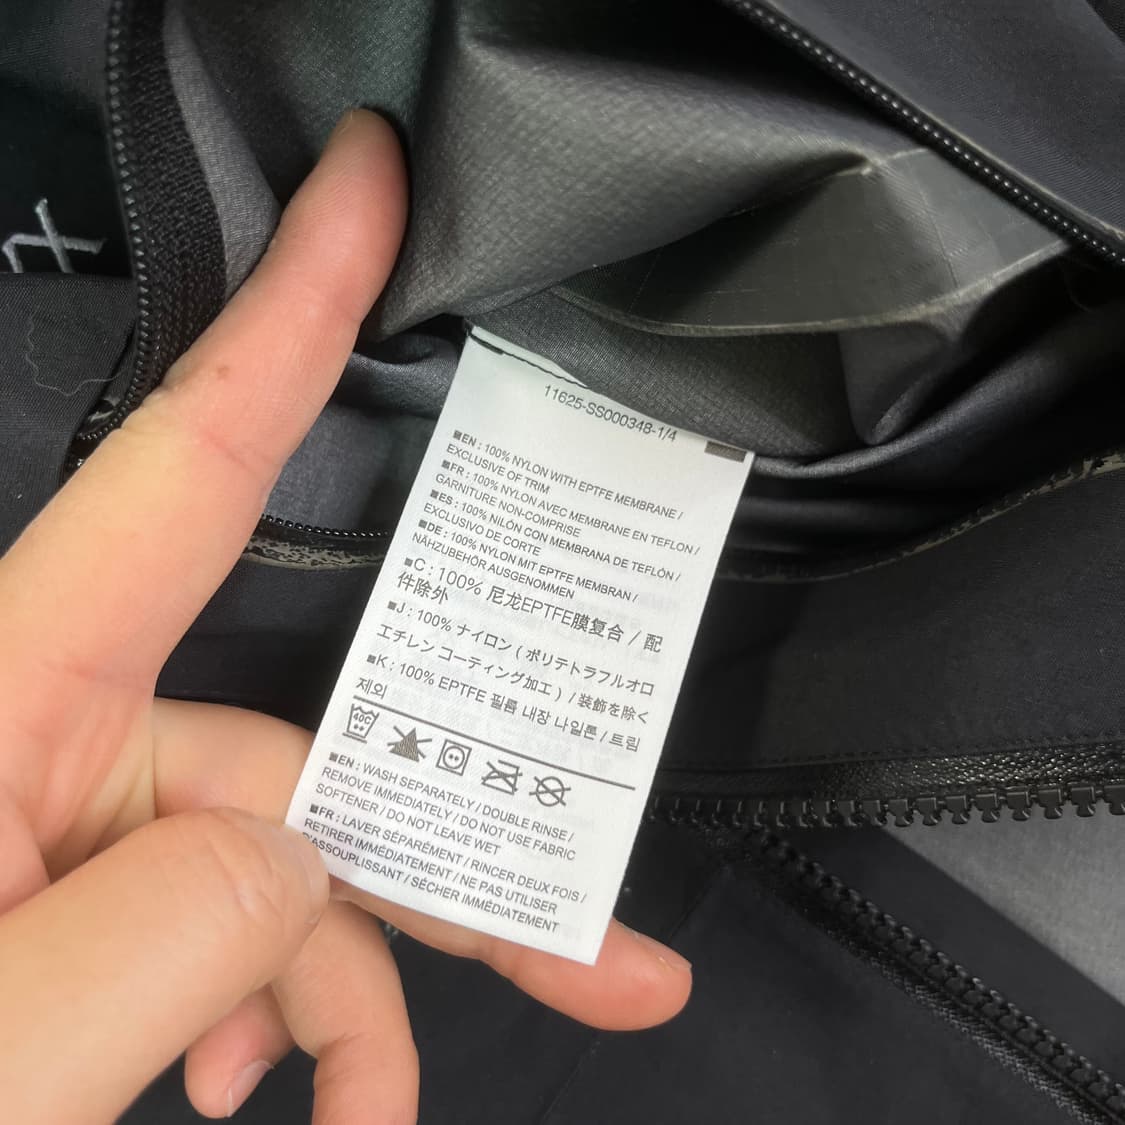 11625-SS00034B-1/4
■EN : 100% NYLON WITH EPTFE MEMBRANE /
EXCLUSIVE OF TRIM
■FR : 100% NYLON AVEC MEMBRANE EN TEFLON /
GARNITURE NON-COMPRISE
■ES : 100% NILÓN CON MEMBRANA DE TEFLÓN /
EXCLUSIVO DE CORTE
■DE : 100% NYLON MIT EPTFE MEMBRAN /
NÄHZUBEHÖR AUSGENOMMEN
■C : 100% 尼龙EPTFE膜复合 / 配
件除外
■J : 100% ナイロン ( ポリテトラフルオロ
エチレン コーティング加工 ) / 装飾を除く
■K : 100% EPTFE 필름 내장 나일론 / 트림
제외
40C
■EN : WASH SEPARATELY / DOUBLE RINSE /
REMOVE IMMEDIATELY / DO NOT USE FABRIC
SOFTENER / DO NOT LEAVE WET
■FR : LAVER SÉPARÉMENT / RINCER DEUX FOIS /
RETIRER IMMÉDIATEMENT / NE PAS UTILISER
D'ASSOUPLISSANT / SÉCHER IMMÉDIATEMENT